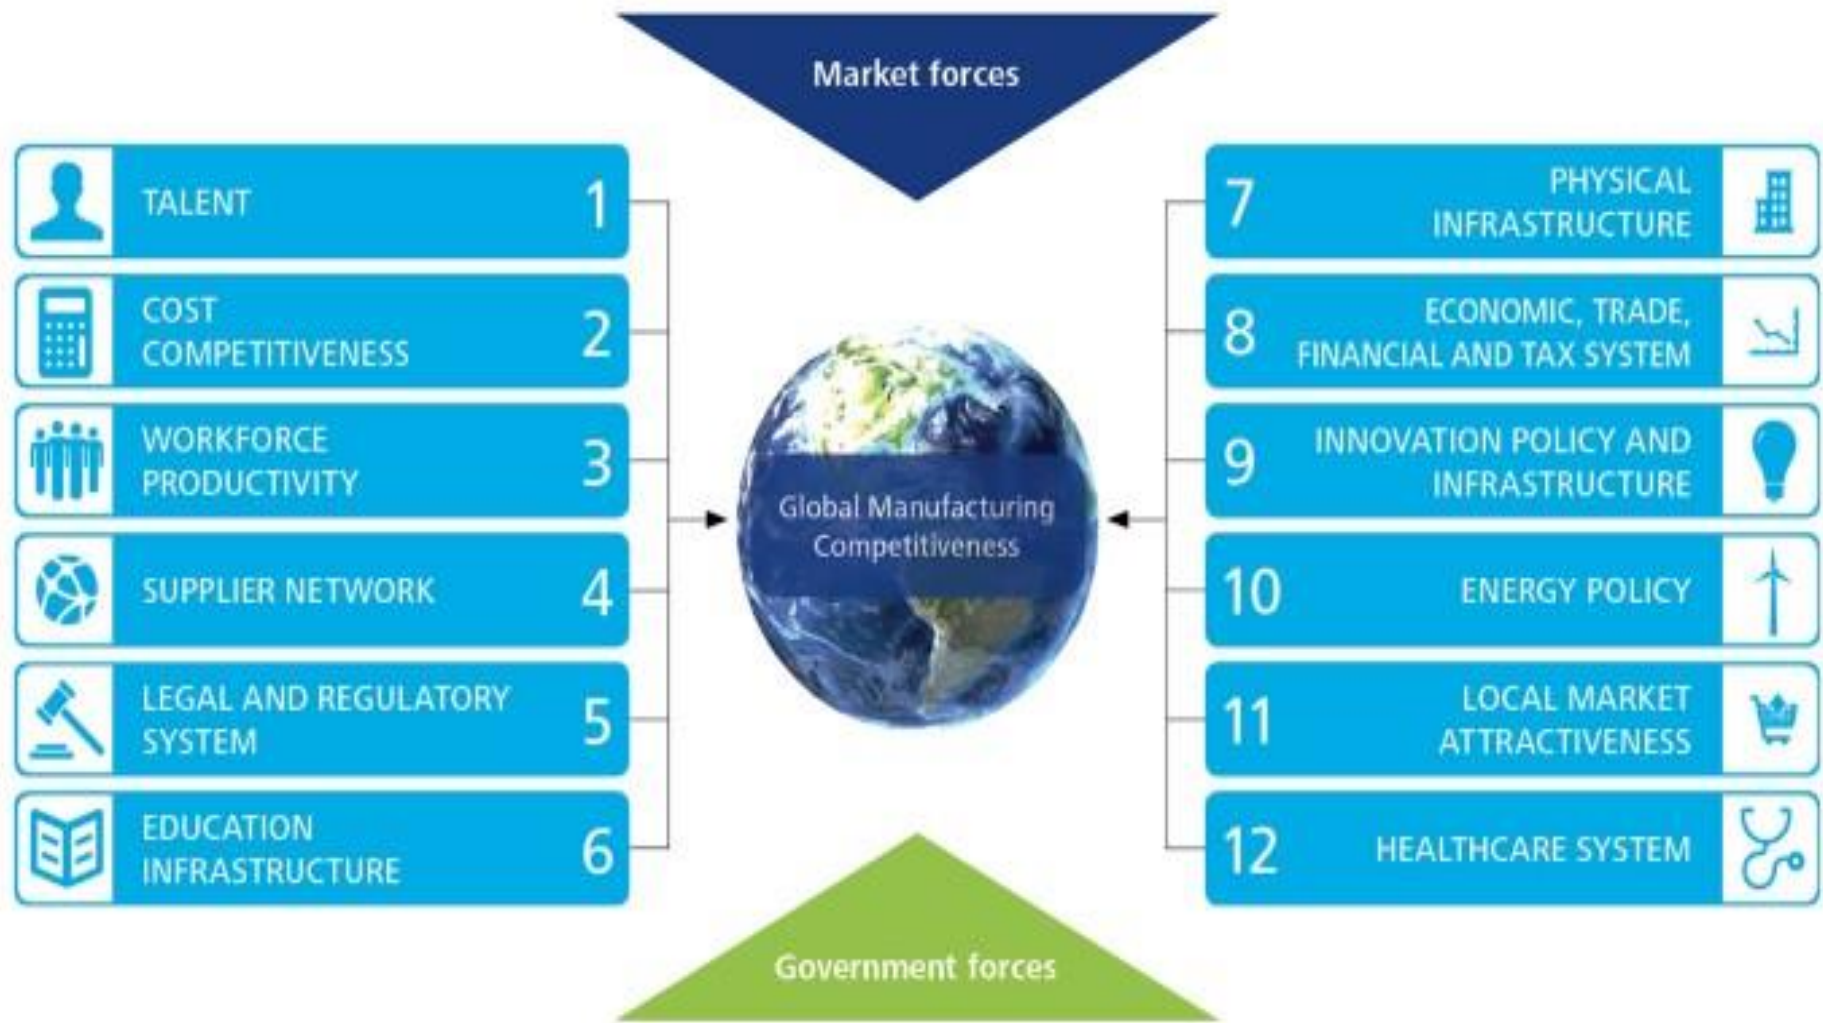 Market forces
TALENT 1
COST
COMPETITIVENESS 2
WORKFORCE
PRODUCTIVITY 3
SUPPLIER NETWORK 4
LEGAL AND REGULATORY
SYSTEM 5
EDUCATION
INFRASTRUCTURE 6
Global Manufacturing
Competitiveness
7 PHYSICAL
INFRASTRUCTURE
8 ECONOMIC, TRADE,
FINANCIAL AND TAX SYSTEM
9 INNOVATION POLICY AND
INFRASTRUCTURE
10 ENERGY POLICY
11 LOCAL MARKET
ATTRACTIVENESS
12 HEALTHCARE SYSTEM
Government forces